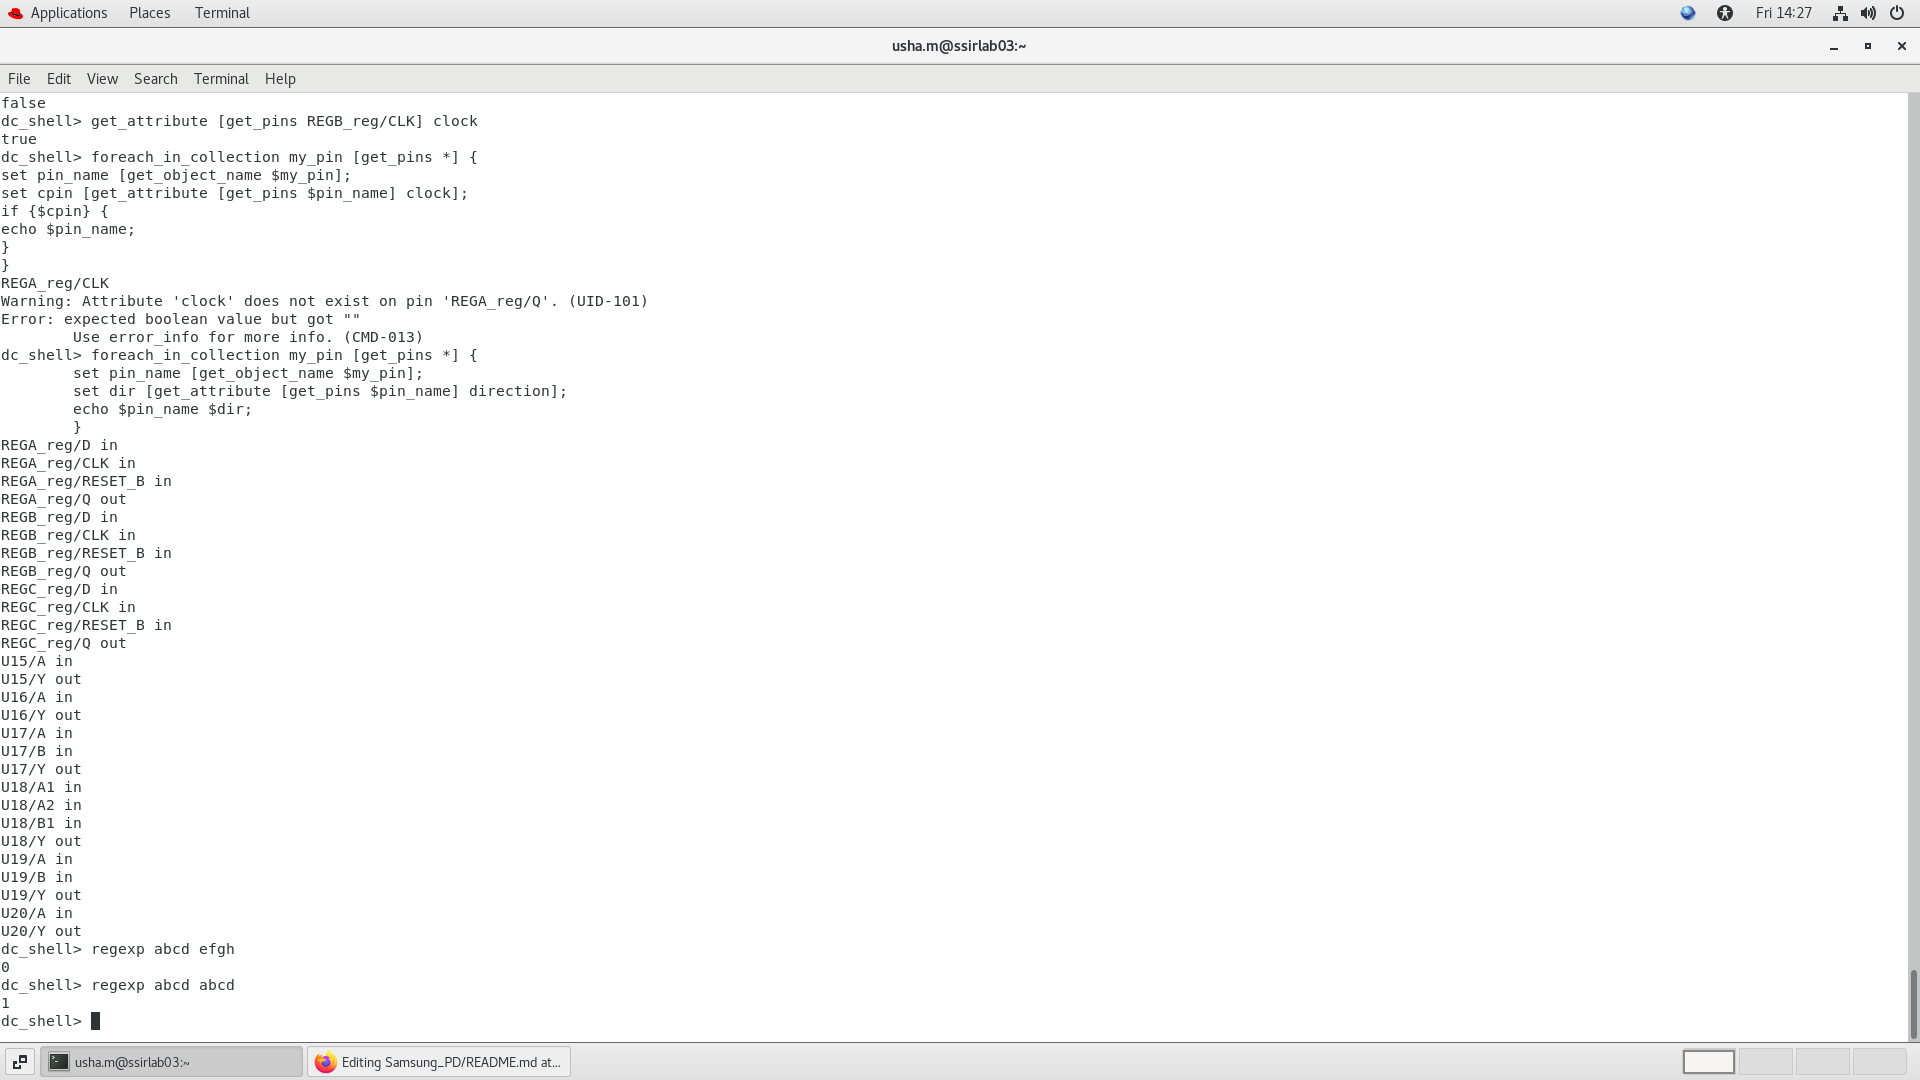 Applications Places Terminal Fri 14:27
usha.m@ssirlab03:~
File Edit View Search Terminal Help
false
dc_shell> get_attribute [get_pins REGB_reg/CLK] clock
true
dc_shell> foreach_in_collection my_pin [get_pins *] {
set pin_name [get_object_name $my_pin];
set cpin [get_attribute [get_pins $pin_name] clock];
if {$cpin} {
echo $pin_name;
}
}
REGA_reg/CLK
Warning: Attribute 'clock' does not exist on pin 'REGA_reg/Q'. (UID-101)
Error: expected boolean value but got ""
        Use error_info for more info. (CMD-013)
dc_shell> foreach_in_collection my_pin [get_pins *] {
        set pin_name [get_object_name $my_pin];
        set dir [get_attribute [get_pins $pin_name] direction];
        echo $pin_name $dir;
        }
REGA_reg/D in
REGA_reg/CLK in
REGA_reg/RESET_B in
REGA_reg/Q out
REGB_reg/D in
REGB_reg/CLK in
REGB_reg/RESET_B in
REGB_reg/Q out
REGC_reg/D in
REGC_reg/CLK in
REGC_reg/RESET_B in
REGC_reg/Q out
U15/A in
U15/Y out
U16/A in
U16/Y out
U17/A in
U17/B in
U17/Y out
U18/A1 in
U18/A2 in
U18/B1 in
U18/Y out
U19/A in
U19/B in
U19/Y out
U20/A in
U20/Y out
dc_shell> regexp abcd efgh
0
dc_shell> regexp abcd abcd
1
dc_shell>
usha.m@ssirlab03:~ Editing Samsung_PD/README.md at...